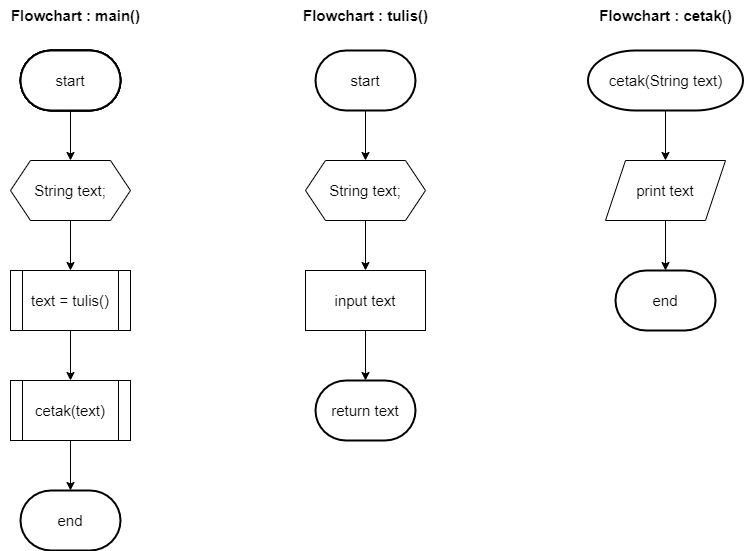 Flowchart : main()
start
String text;
text = tulis()
cetak(text)
end
Flowchart : tulis()
start
String text;
input text
return text
Flowchart : cetak()
cetak(String text)
print text
end